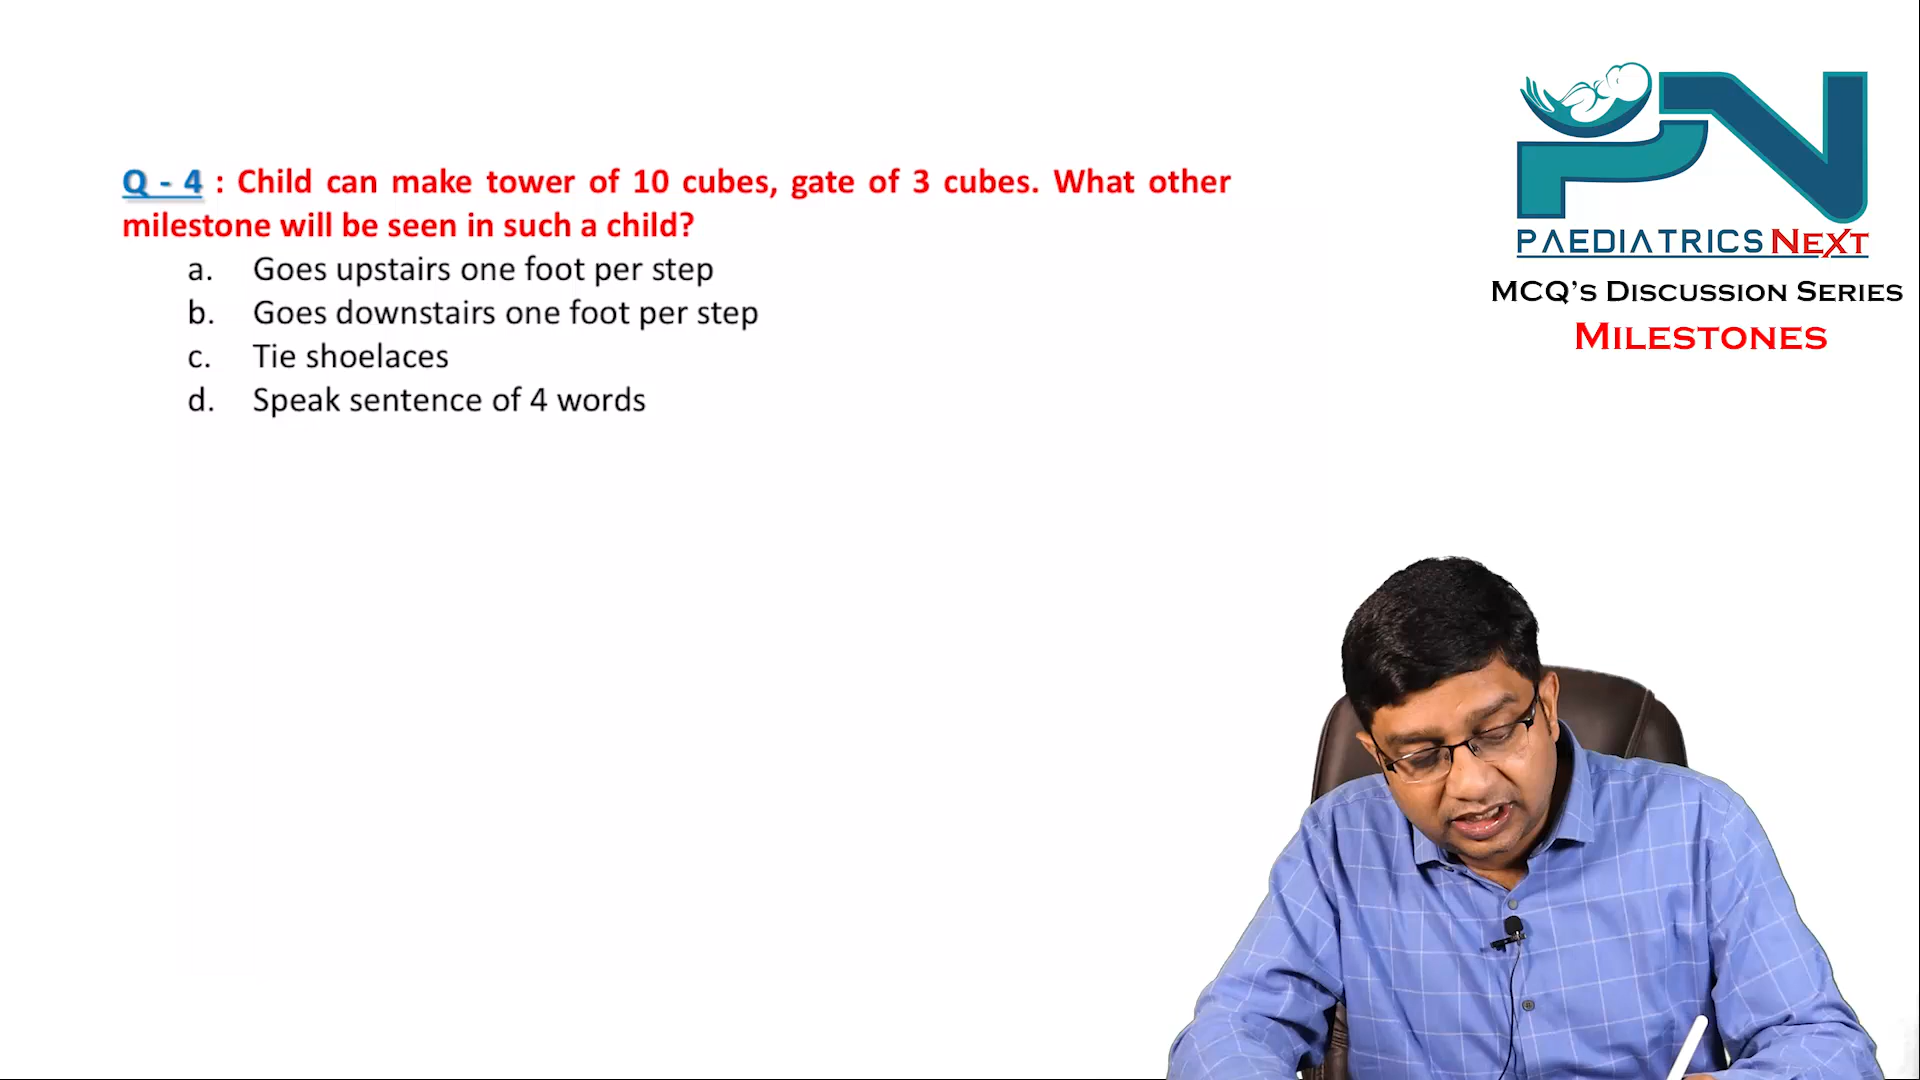 Q - 4 : Child can make tower of 10 cubes, gate of 3 cubes. What other
milestone will be seen in such a child?
a. Goes upstairs one foot per step
b. Goes downstairs one foot per step
c. Tie shoelaces
d. Speak sentence of 4 words
PN
PAEDIATRICS NEXT
MCQ's Discussion Series
Milestones